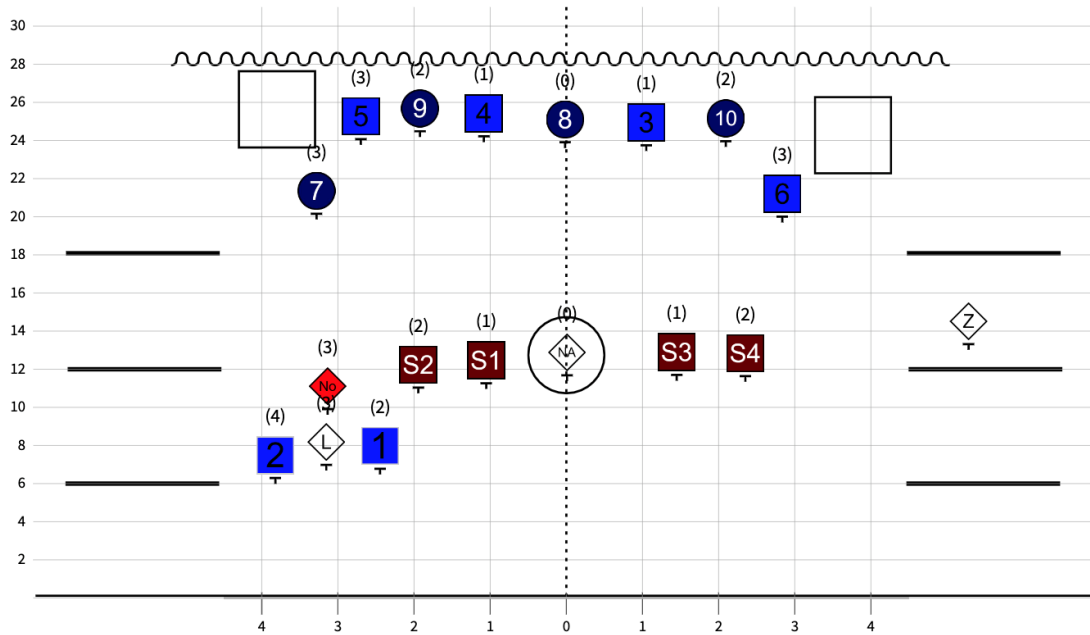 30
28
(3) (2) (1) (0) (1) (2)
26
5 9 4 8 3 10
24
(3) (3)
22
7 6
20
18
16
14
(2) (1) (0) (1) (2) Z
(3) S2 S1 NA S3 S4
12
No
10
(4) (3) (2)
8
2 L 1
6
4
2
4 3 2 1 0 1 2 3 4